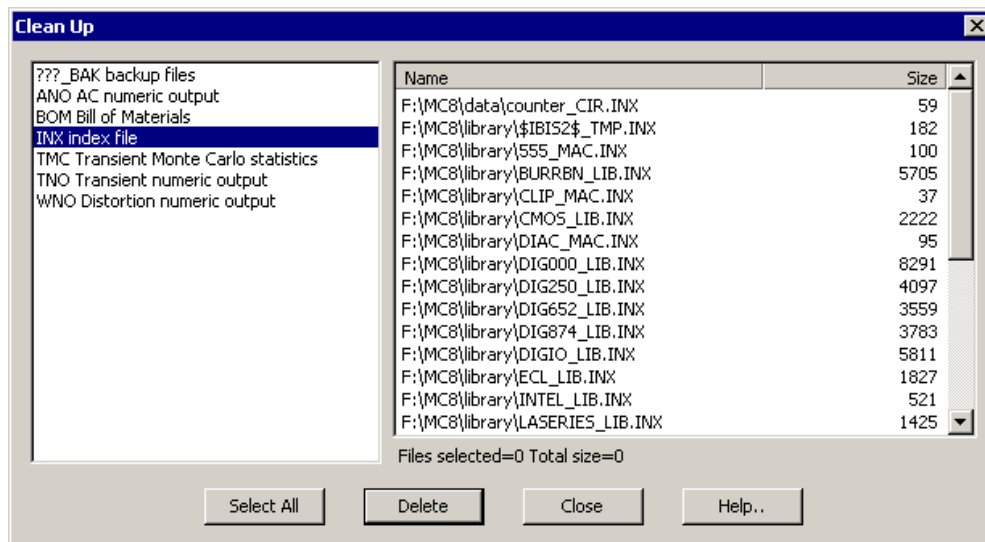 Clean Up
???_BAK backup files
ANO AC numeric output
BOM Bill of Materials
INX index file
TMC Transient Monte Carlo statistics
TNO Transient numeric output
WNO Distortion numeric output
Name Size
F:\MC8\data\counter_CIR.INX 59
F:\MC8\library\$IBIS2$_TMP.INX 182
F:\MC8\library\555_MAC.INX 100
F:\MC8\library\BURRBN_LIB.INX 5705
F:\MC8\library\CLIP_MAC.INX 37
F:\MC8\library\CMOS_LIB.INX 2222
F:\MC8\library\DIAC_MAC.INX 95
F:\MC8\library\DIG000_LIB.INX 8291
F:\MC8\library\DIG250_LIB.INX 4097
F:\MC8\library\DIG652_LIB.INX 3559
F:\MC8\library\DIG874_LIB.INX 3783
F:\MC8\library\DIGIO_LIB.INX 5811
F:\MC8\library\ECL_LIB.INX 1827
F:\MC8\library\INTEL_LIB.INX 521
F:\MC8\library\LASERIES_LIB.INX 1425
Files selected=0 Total size=0
Select All Delete Close Help..